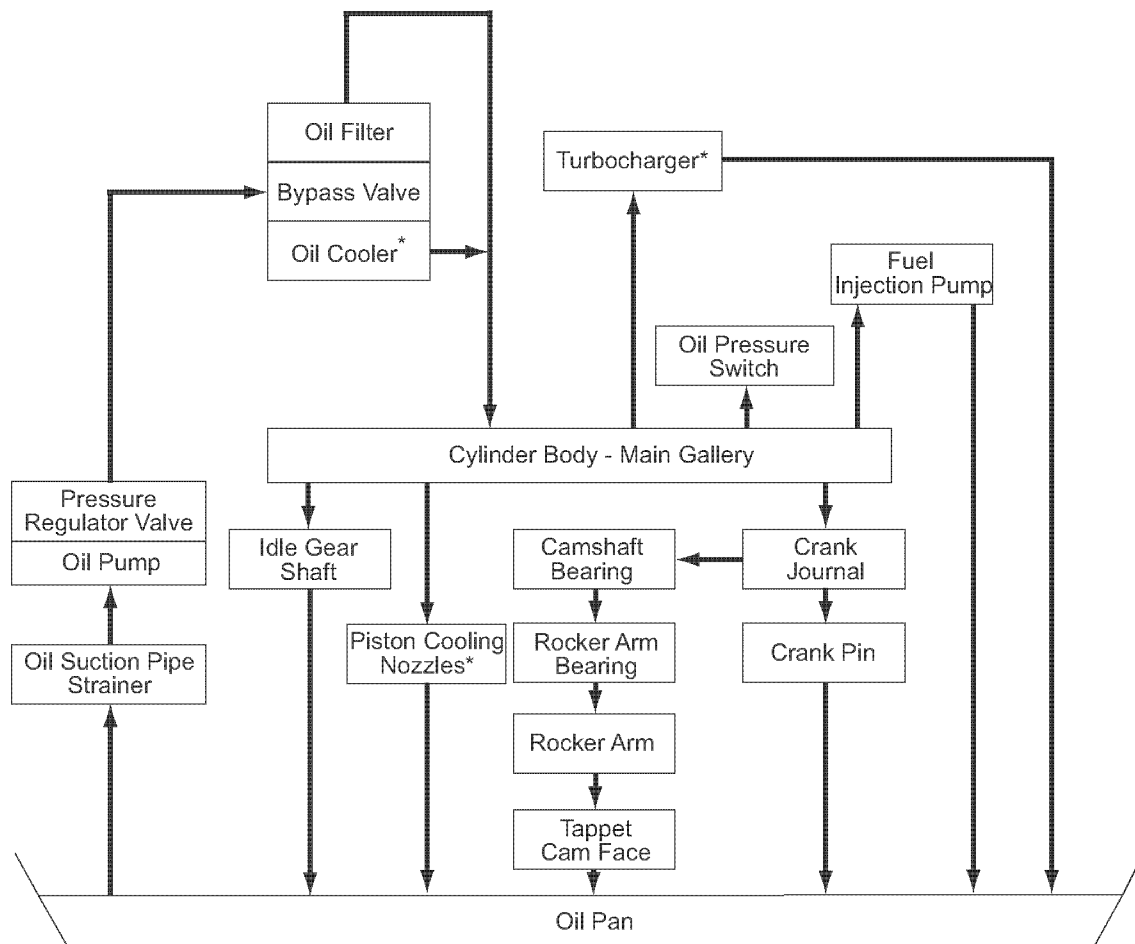 Oil Filter
Bypass Valve
Oil Cooler*
Turbocharger*
Fuel
Injection Pump
Oil Pressure
Switch
Cylinder Body - Main Gallery
Pressure
Regulator Valve
Oil Pump
Idle Gear
Shaft
Camshaft
Bearing
Crank
Journal
Oil Suction Pipe
Strainer
Piston Cooling
Nozzles*
Rocker Arm
Bearing
Crank Pin
Rocker Arm
Tappet
Cam Face
Oil Pan